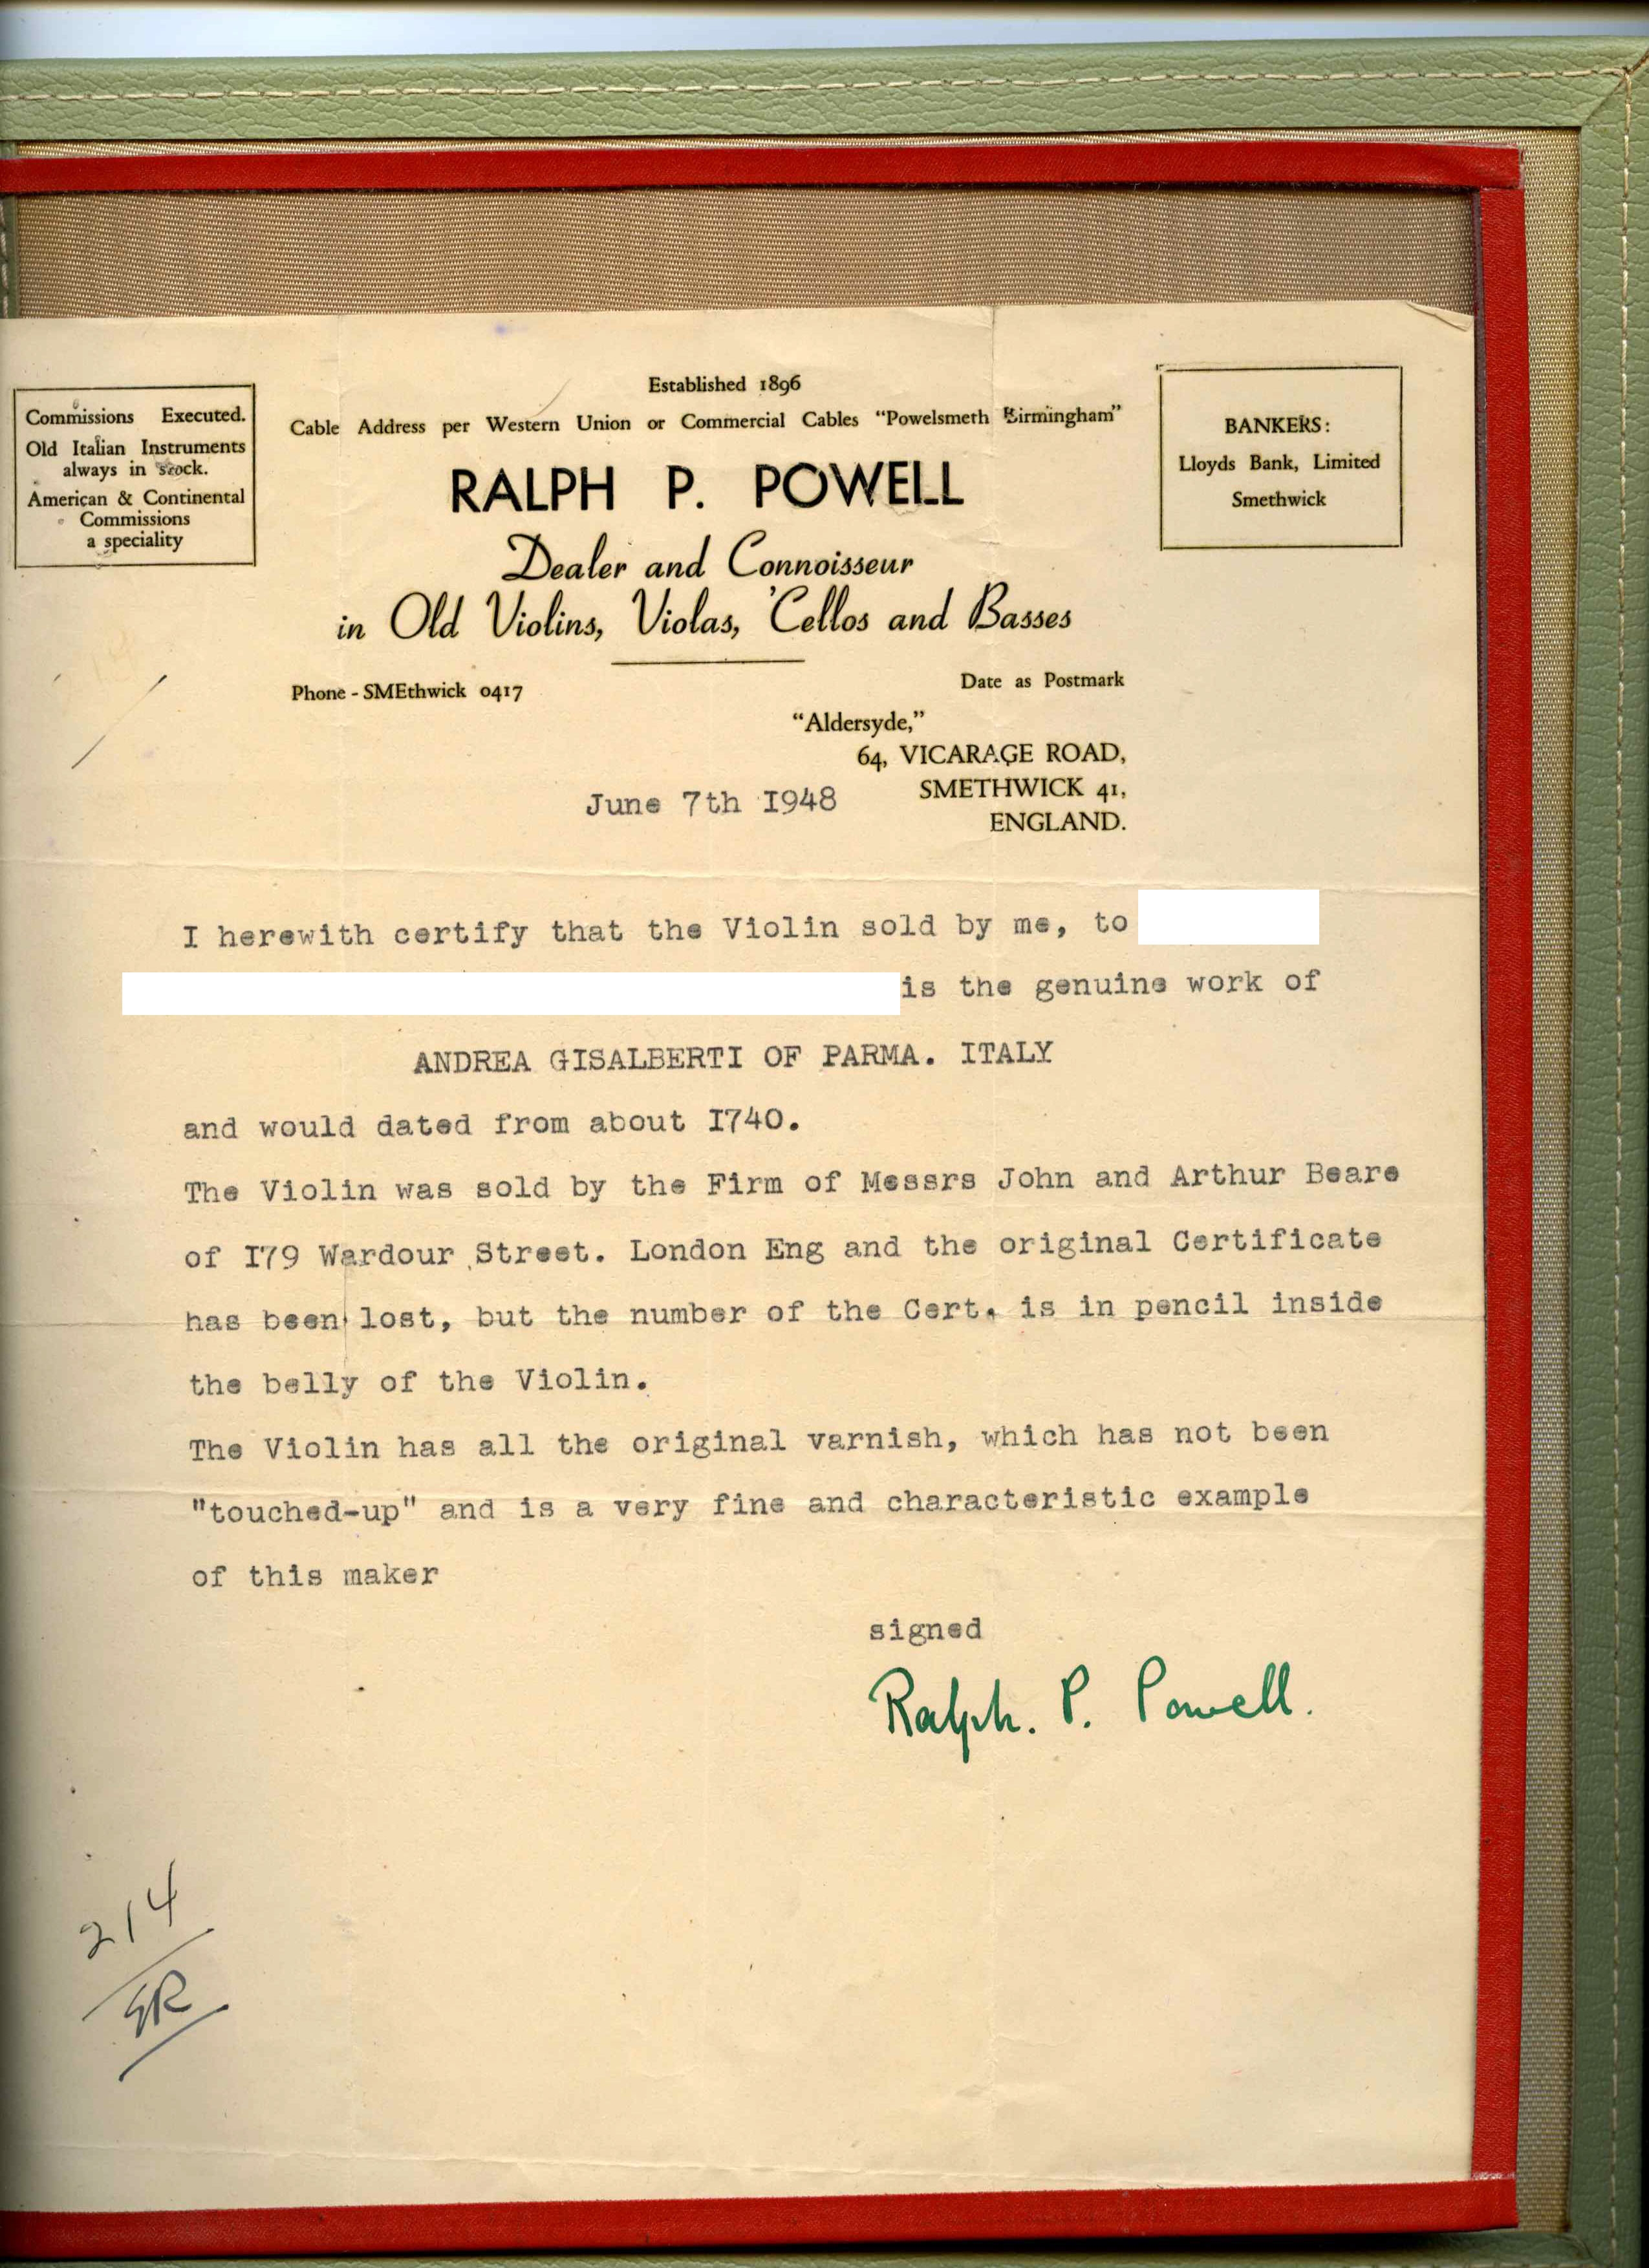 Established 1896
Cable Address per Western Union or Commercial Cables “Powelsmeth Birmingham”
Commissions Executed.
Old Italian Instruments
always in stock.
American & Continental
Commissions
a speciality
RALPH P. POWELL
Dealer and Connoisseur
in Old Violins, Violas, 'Cellos and Basses
BANKERS:
Lloyds Bank, Limited
Smethwick
Phone - SMEthwick 0417
Date as Postmark
“Aldersyde,”
64, VICARAGE ROAD,
SMETHWICK 41,
ENGLAND.
June 7th I948
I herewith certify that the Violin sold by me, to
is the genuine work of
ANDREA GISALBERTI OF PARMA. ITALY
and would dated from about I740.
The Violin was sold by the Firm of Messrs John and Arthur Beare
of I79 Wardour Street. London Eng and the original Certificate
has been lost, but the number of the Cert. is in pencil inside
the belly of the Violin.
The Violin has all the original varnish, which has not been
"touched-up" and is a very fine and characteristic example
of this maker
signed
Ralph. P. Powell.
214